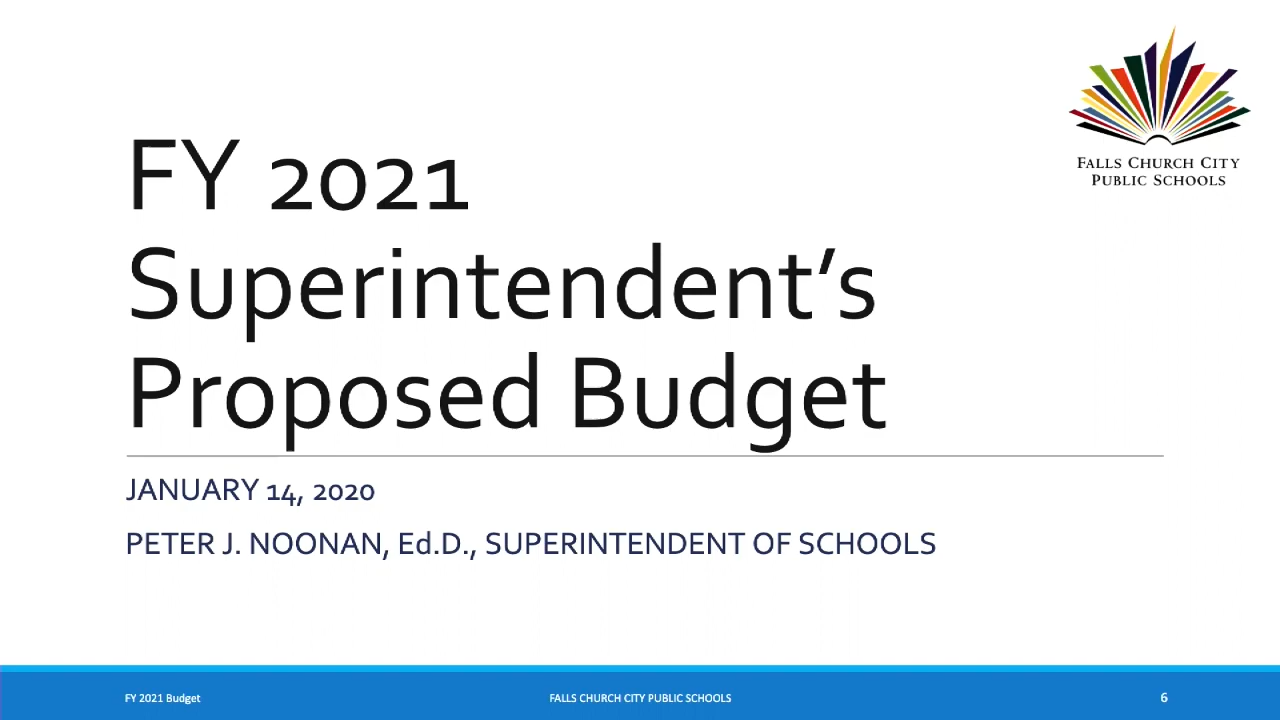 FALLS CHURCH CITY
PUBLIC SCHOOLS
FY 2021
Superintendent’s
Proposed Budget
JANUARY 14, 2020
PETER J. NOONAN, Ed.D., SUPERINTENDENT OF SCHOOLS
FY 2021 Budget
FALLS CHURCH CITY PUBLIC SCHOOLS
6